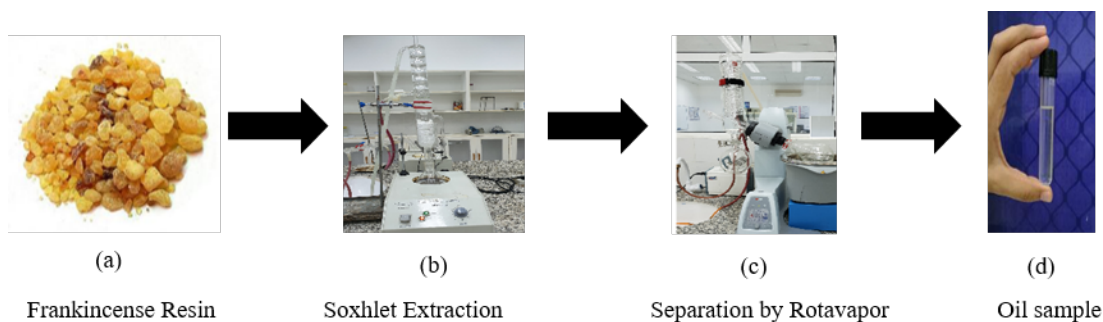 (a)
(b)
(c)
(d)
Frankincense Resin
Soxhlet Extraction
Separation by Rotavapor
Oil sample